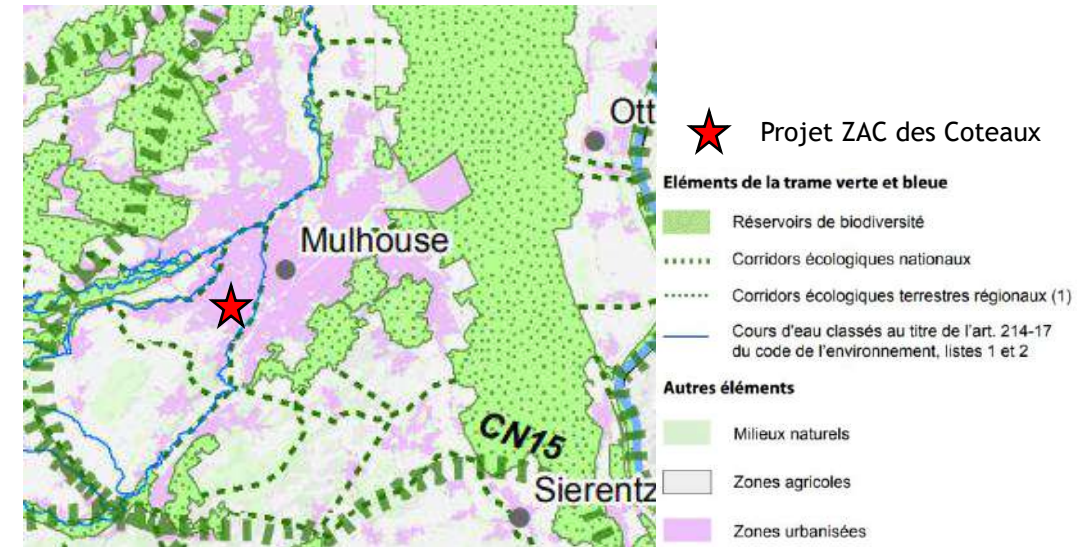 Ott
Mulhouse
CN15
Sierentz
Projet ZAC des Coteaux
Eléments de la trame verte et bleue
Réservoirs de biodiversité
Corridors écologiques nationaux
Corridors écologiques terrestres régionaux (1)
Cours d'eau classés au titre de l'art. 214-17
du code de l'environnement, listes 1 et 2
Autres éléments
Milieux naturels
Zones agricoles
Zones urbanisées